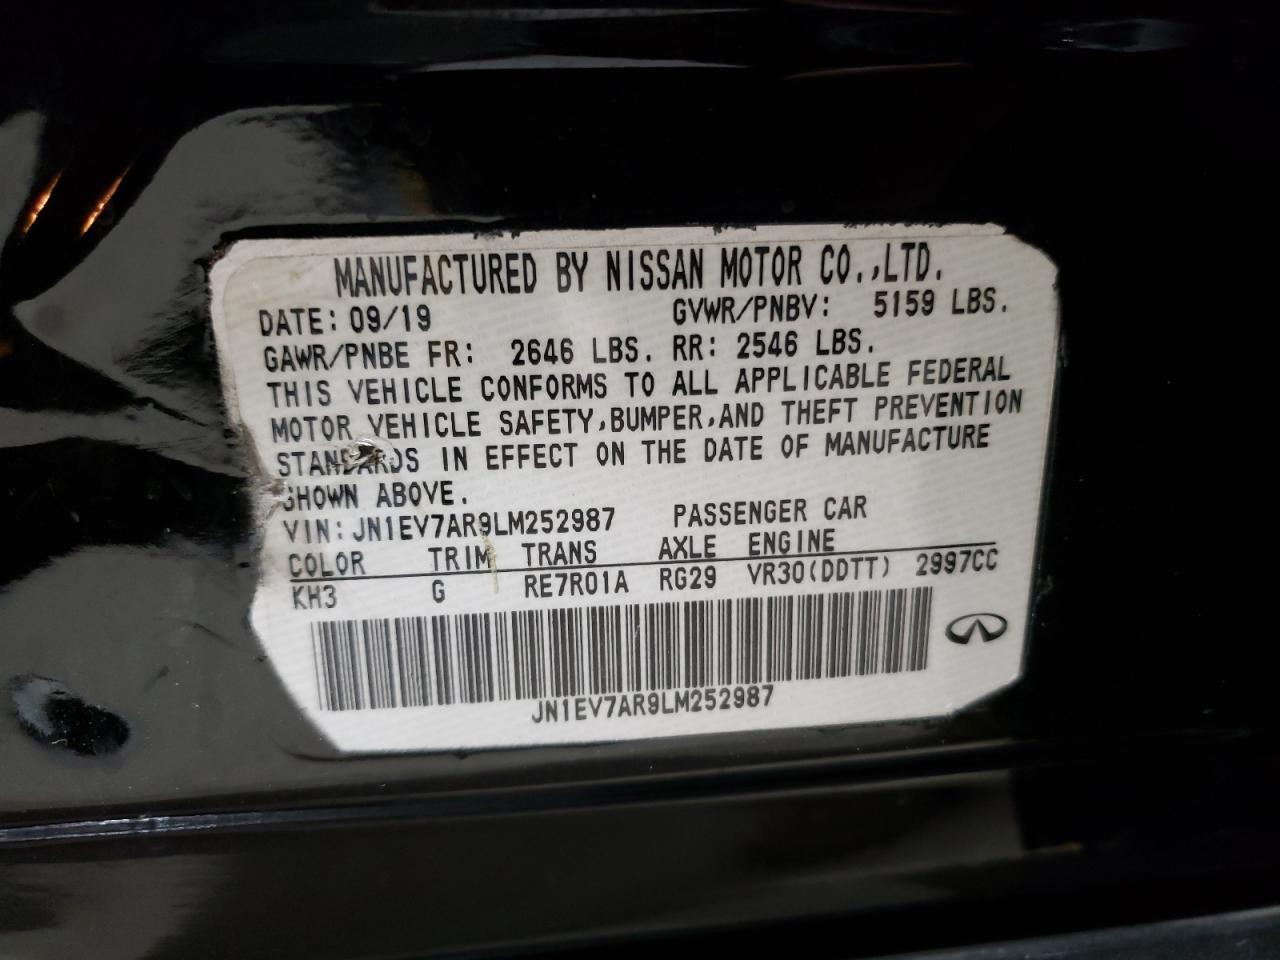 MANUFACTURED BY NISSAN MOTOR CO.,LTD.
DATE: 09/19 GVWR/PNBV: 5159 LBS.
GAWR/PNBE FR: 2646 LBS. RR: 2546 LBS.
THIS VEHICLE CONFORMS TO ALL APPLICABLE FEDERAL
MOTOR VEHICLE SAFETY,BUMPER,AND THEFT PREVENTION
STANDARDS IN EFFECT ON THE DATE OF MANUFACTURE
SHOWN ABOVE.
VIN: JN1EV7AR9LM252987 PASSENGER CAR
COLOR TRIM TRANS AXLE ENGINE
KH3 G RE7R01A RG29 VR30(DDTT) 2997CC
JN1EV7AR9LM252987